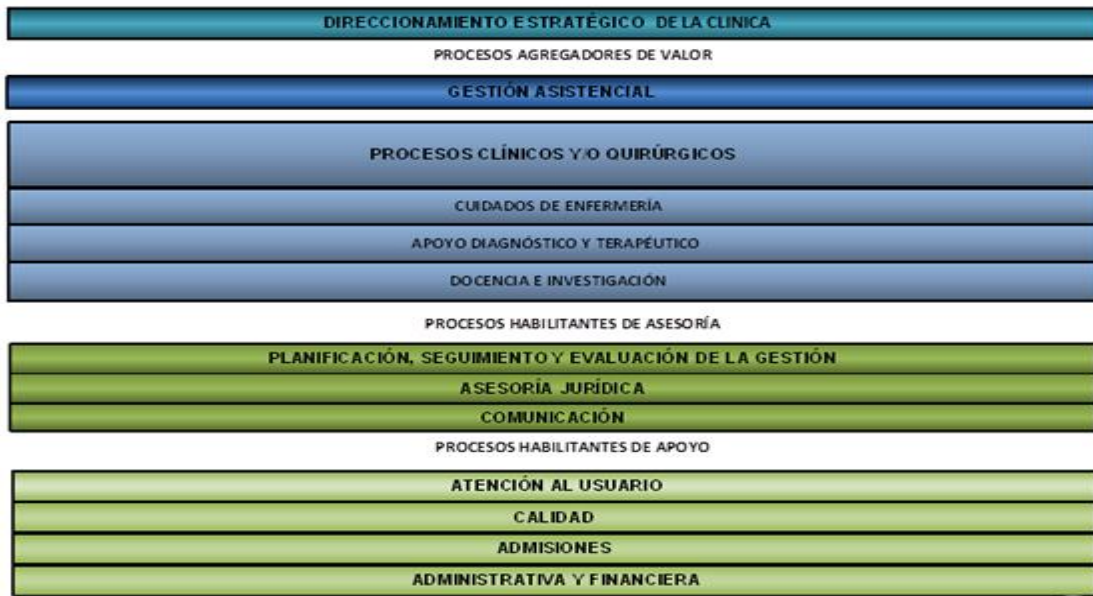 DIRECCIONAMIENTO ESTRATÉGICO DE LA CLINICA
PROCESOS AGREGADORES DE VALOR
GESTIÓN ASISTENCIAL
PROCESOS CLÍNICOS Y/O QUIRÚRGICOS
CUIDADOS DE ENFERMERÍA
APOYO DIAGNÓSTICO Y TERAPÉUTICO
DOCENCIA E INVESTIGACIÓN
PROCESOS HABILITANTES DE ASESORÍA
PLANIFICACIÓN, SEGUIMIENTO Y EVALUACIÓN DE LA GESTIÓN
ASESORÍA JURÍDICA
COMUNICACIÓN
PROCESOS HABILITANTES DE APOYO
ATENCIÓN AL USUARIO
CALIDAD
ADMISIONES
ADMINISTRATIVA Y FINANCIERA